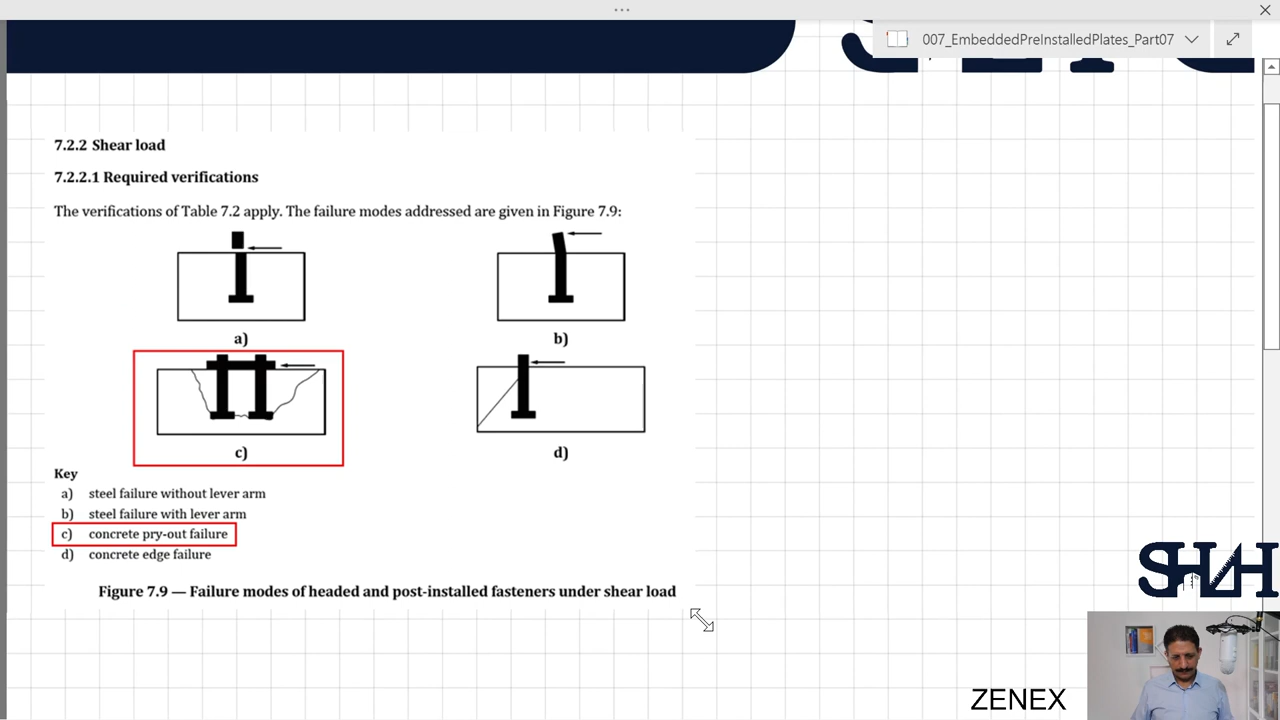 007_EmbeddedPreInstalledPlates_Part07
7.2.2 Shear load
7.2.2.1 Required verifications
The verifications of Table 7.2 apply. The failure modes addressed are given in Figure 7.9:
a)
b)
c)
d)
Key
a) steel failure without lever arm
b) steel failure with lever arm
c) concrete pry-out failure
d) concrete edge failure
Figure 7.9 — Failure modes of headed and post-installed fasteners under shear load
ZENEX